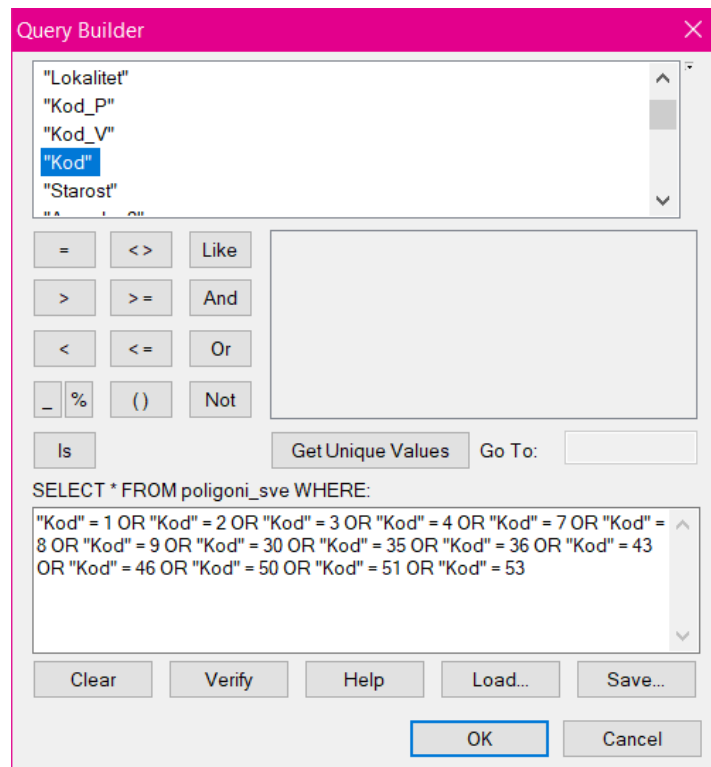 Query Builder
"Lokalitet"
"Kod_P"
"Kod_V"
"Kod"
"Starost"
= <> Like
> >= And
< <= Or
_ % () Not
Is Get Unique Values Go To:
SELECT * FROM poligoni_sve WHERE:
"Kod" = 1 OR "Kod" = 2 OR "Kod" = 3 OR "Kod" = 4 OR "Kod" = 7 OR "Kod" =
8 OR "Kod" = 9 OR "Kod" = 30 OR "Kod" = 35 OR "Kod" = 36 OR "Kod" = 43
OR "Kod" = 46 OR "Kod" = 50 OR "Kod" = 51 OR "Kod" = 53
Clear Verify Help Load... Save...
OK Cancel